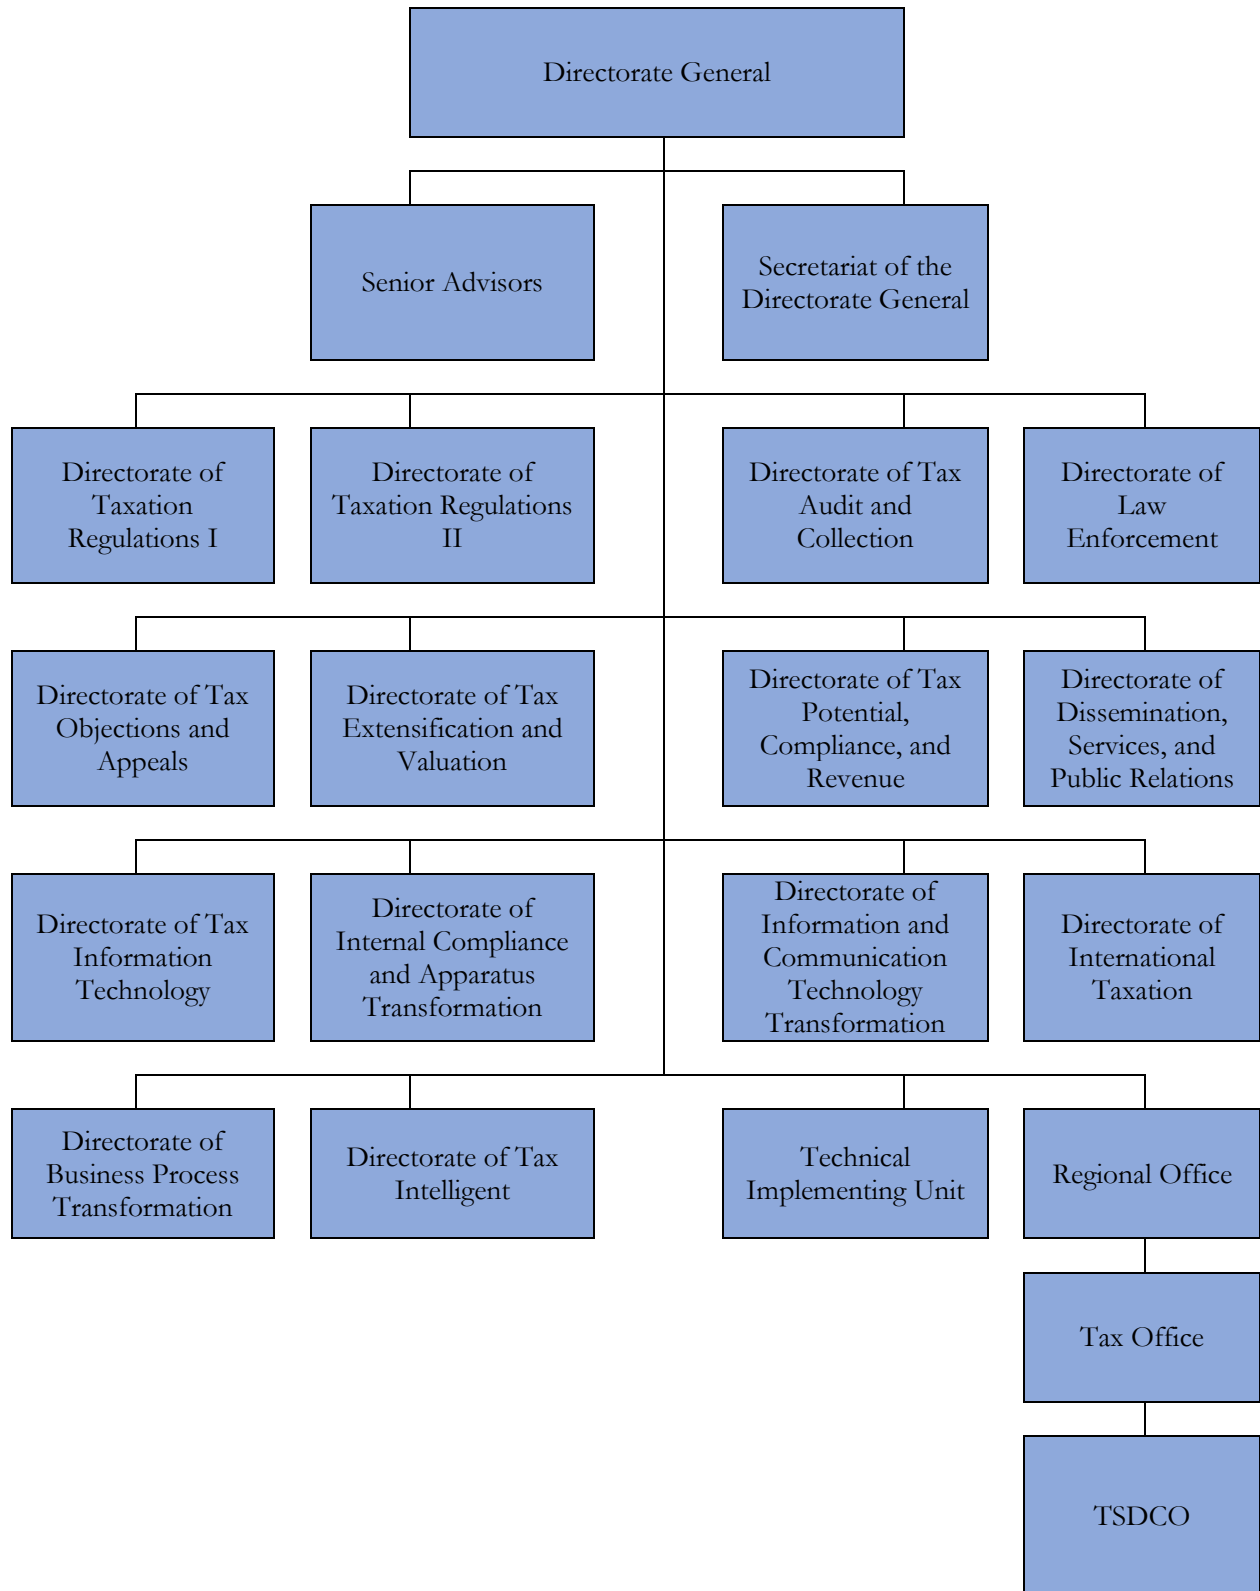 Directorate General
Senior Advisors
Secretariat of the
Directorate General
Directorate of
Taxation
Regulations I
Directorate of
Taxation Regulations
II
Directorate of Tax
Audit and
Collection
Directorate of
Law
Enforcement
Directorate of Tax
Objections and
Appeals
Directorate of Tax
Extensification and
Valuation
Directorate of Tax
Potential,
Compliance, and
Revenue
Directorate of
Dissemination,
Services, and
Public Relations
Directorate of Tax
Information
Technology
Directorate of
Internal Compliance
and Apparatus
Transformation
Directorate of
Information and
Communication
Technology
Transformation
Directorate of
International
Taxation
Directorate of
Business Process
Transformation
Directorate of Tax
Intelligent
Technical
Implementing Unit
Regional Office
Tax Office
TSDCO